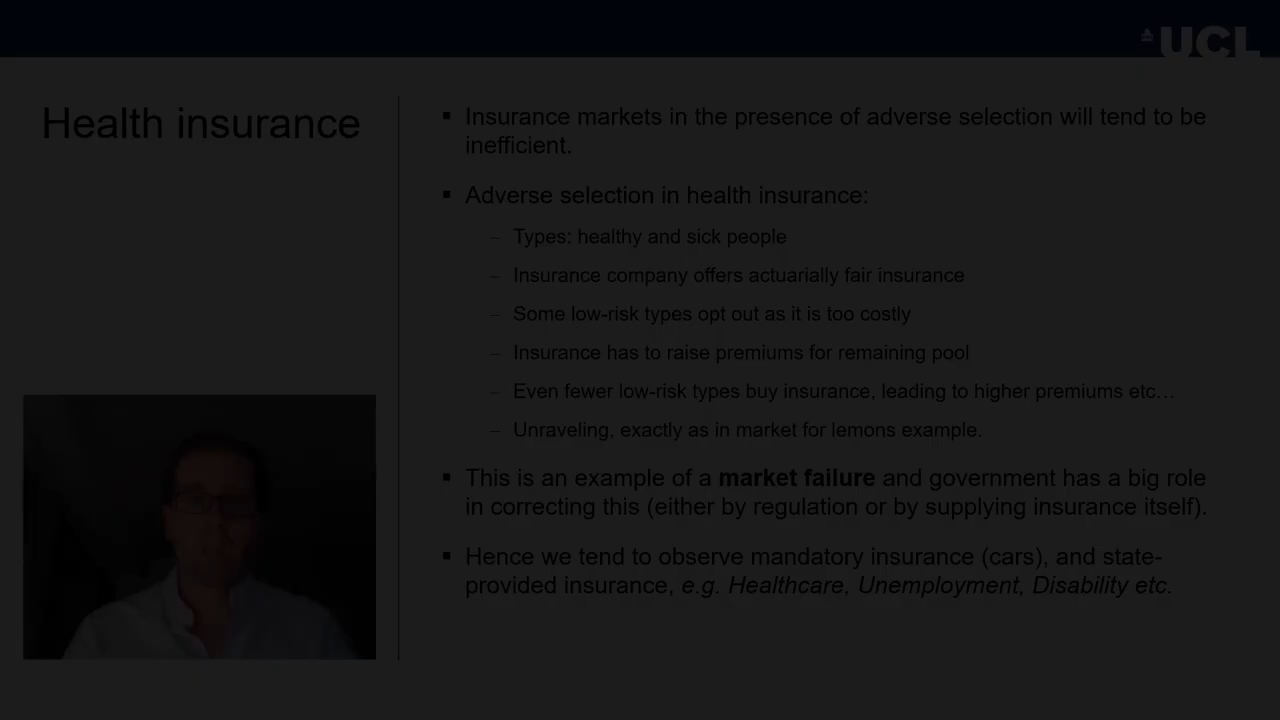 UCL
Health insurance
▪ Insurance markets in the presence of adverse selection will tend to be
inefficient.
▪ Adverse selection in health insurance:
– Types: healthy and sick people
– Insurance company offers actuarially fair insurance
– Some low-risk types opt out as it is too costly
– Insurance has to raise premiums for remaining pool
– Even fewer low-risk types buy insurance, leading to higher premiums etc…
– Unraveling, exactly as in market for lemons example.
▪ This is an example of a market failure and government has a big role
in correcting this (either by regulation or by supplying insurance itself).
▪ Hence we tend to observe mandatory insurance (cars), and state-
provided insurance, e.g. Healthcare, Unemployment, Disability etc.